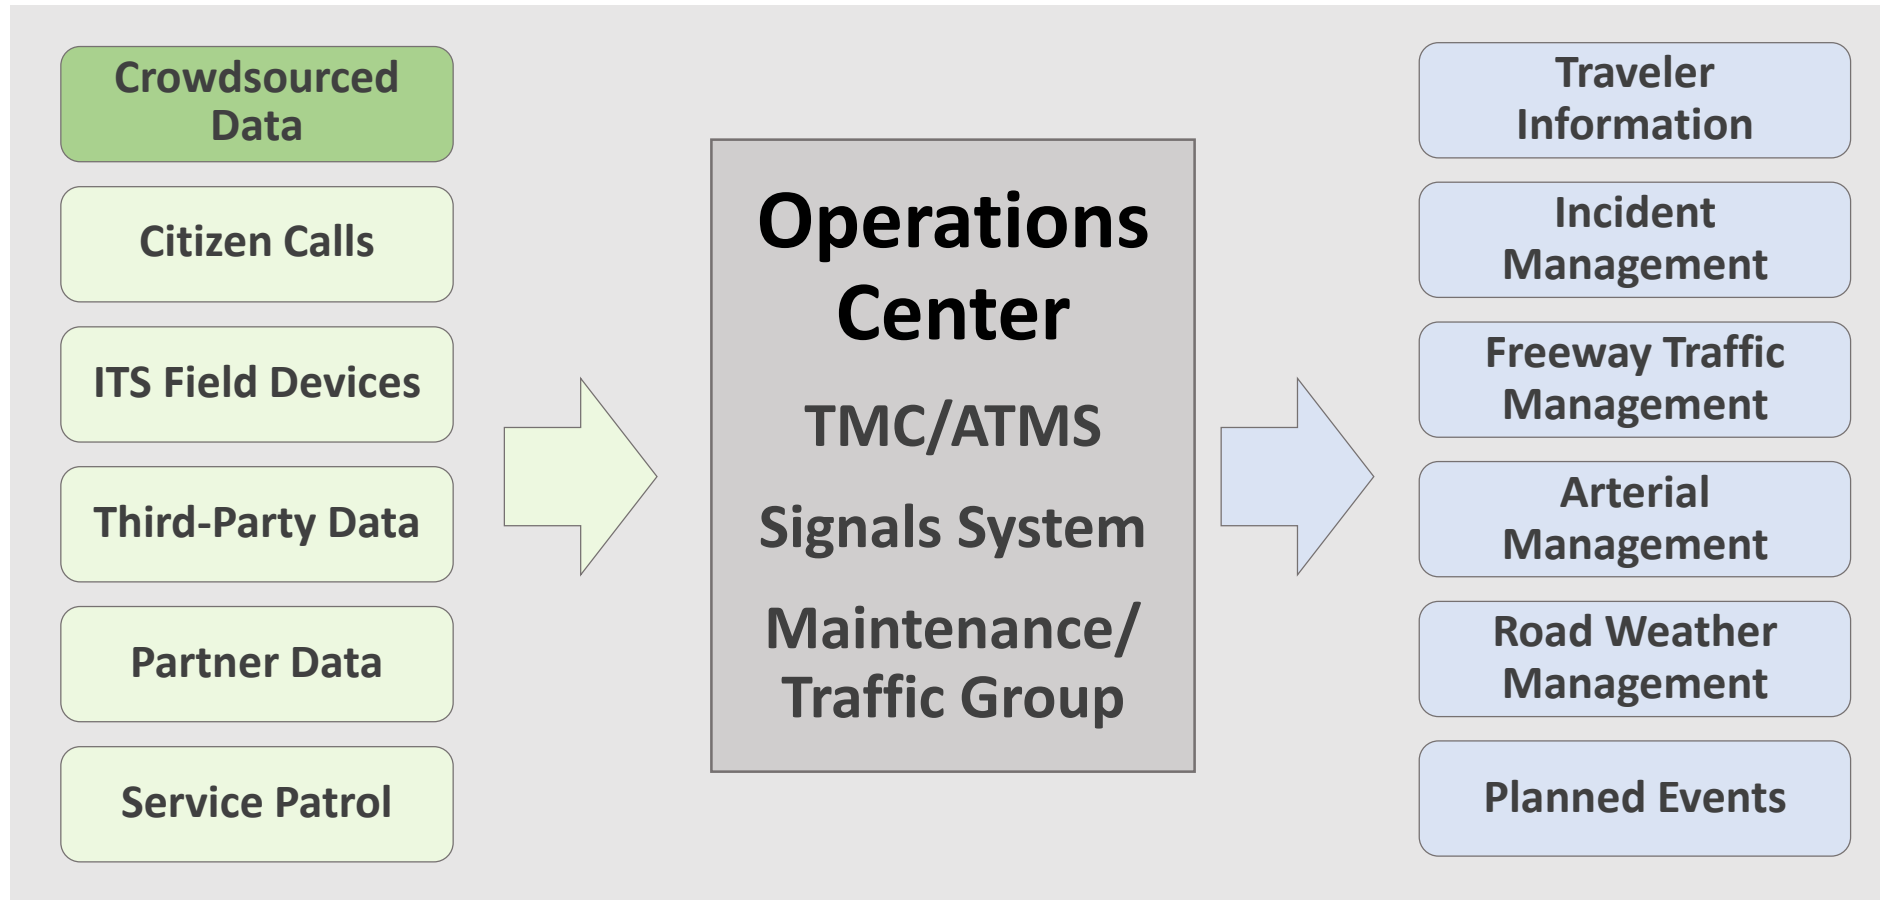 Crowdsourced
Data
Citizen Calls
ITS Field Devices
Third-Party Data
Partner Data
Service Patrol
Operations
Center
TMC/ATMS
Signals System
Maintenance/
Traffic Group
Traveler
Information
Incident
Management
Freeway Traffic
Management
Arterial
Management
Road Weather
Management
Planned Events